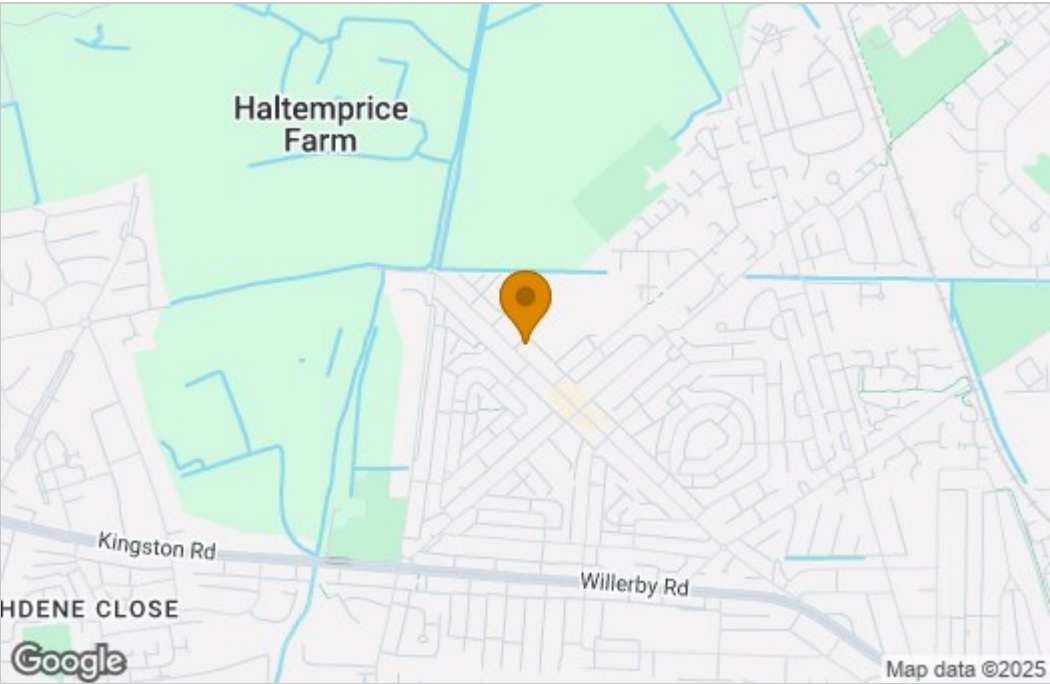 Haltemprice
Farm
Kingston Rd
Willerby Rd
HDENE CLOSE
Google
Map data ©2025